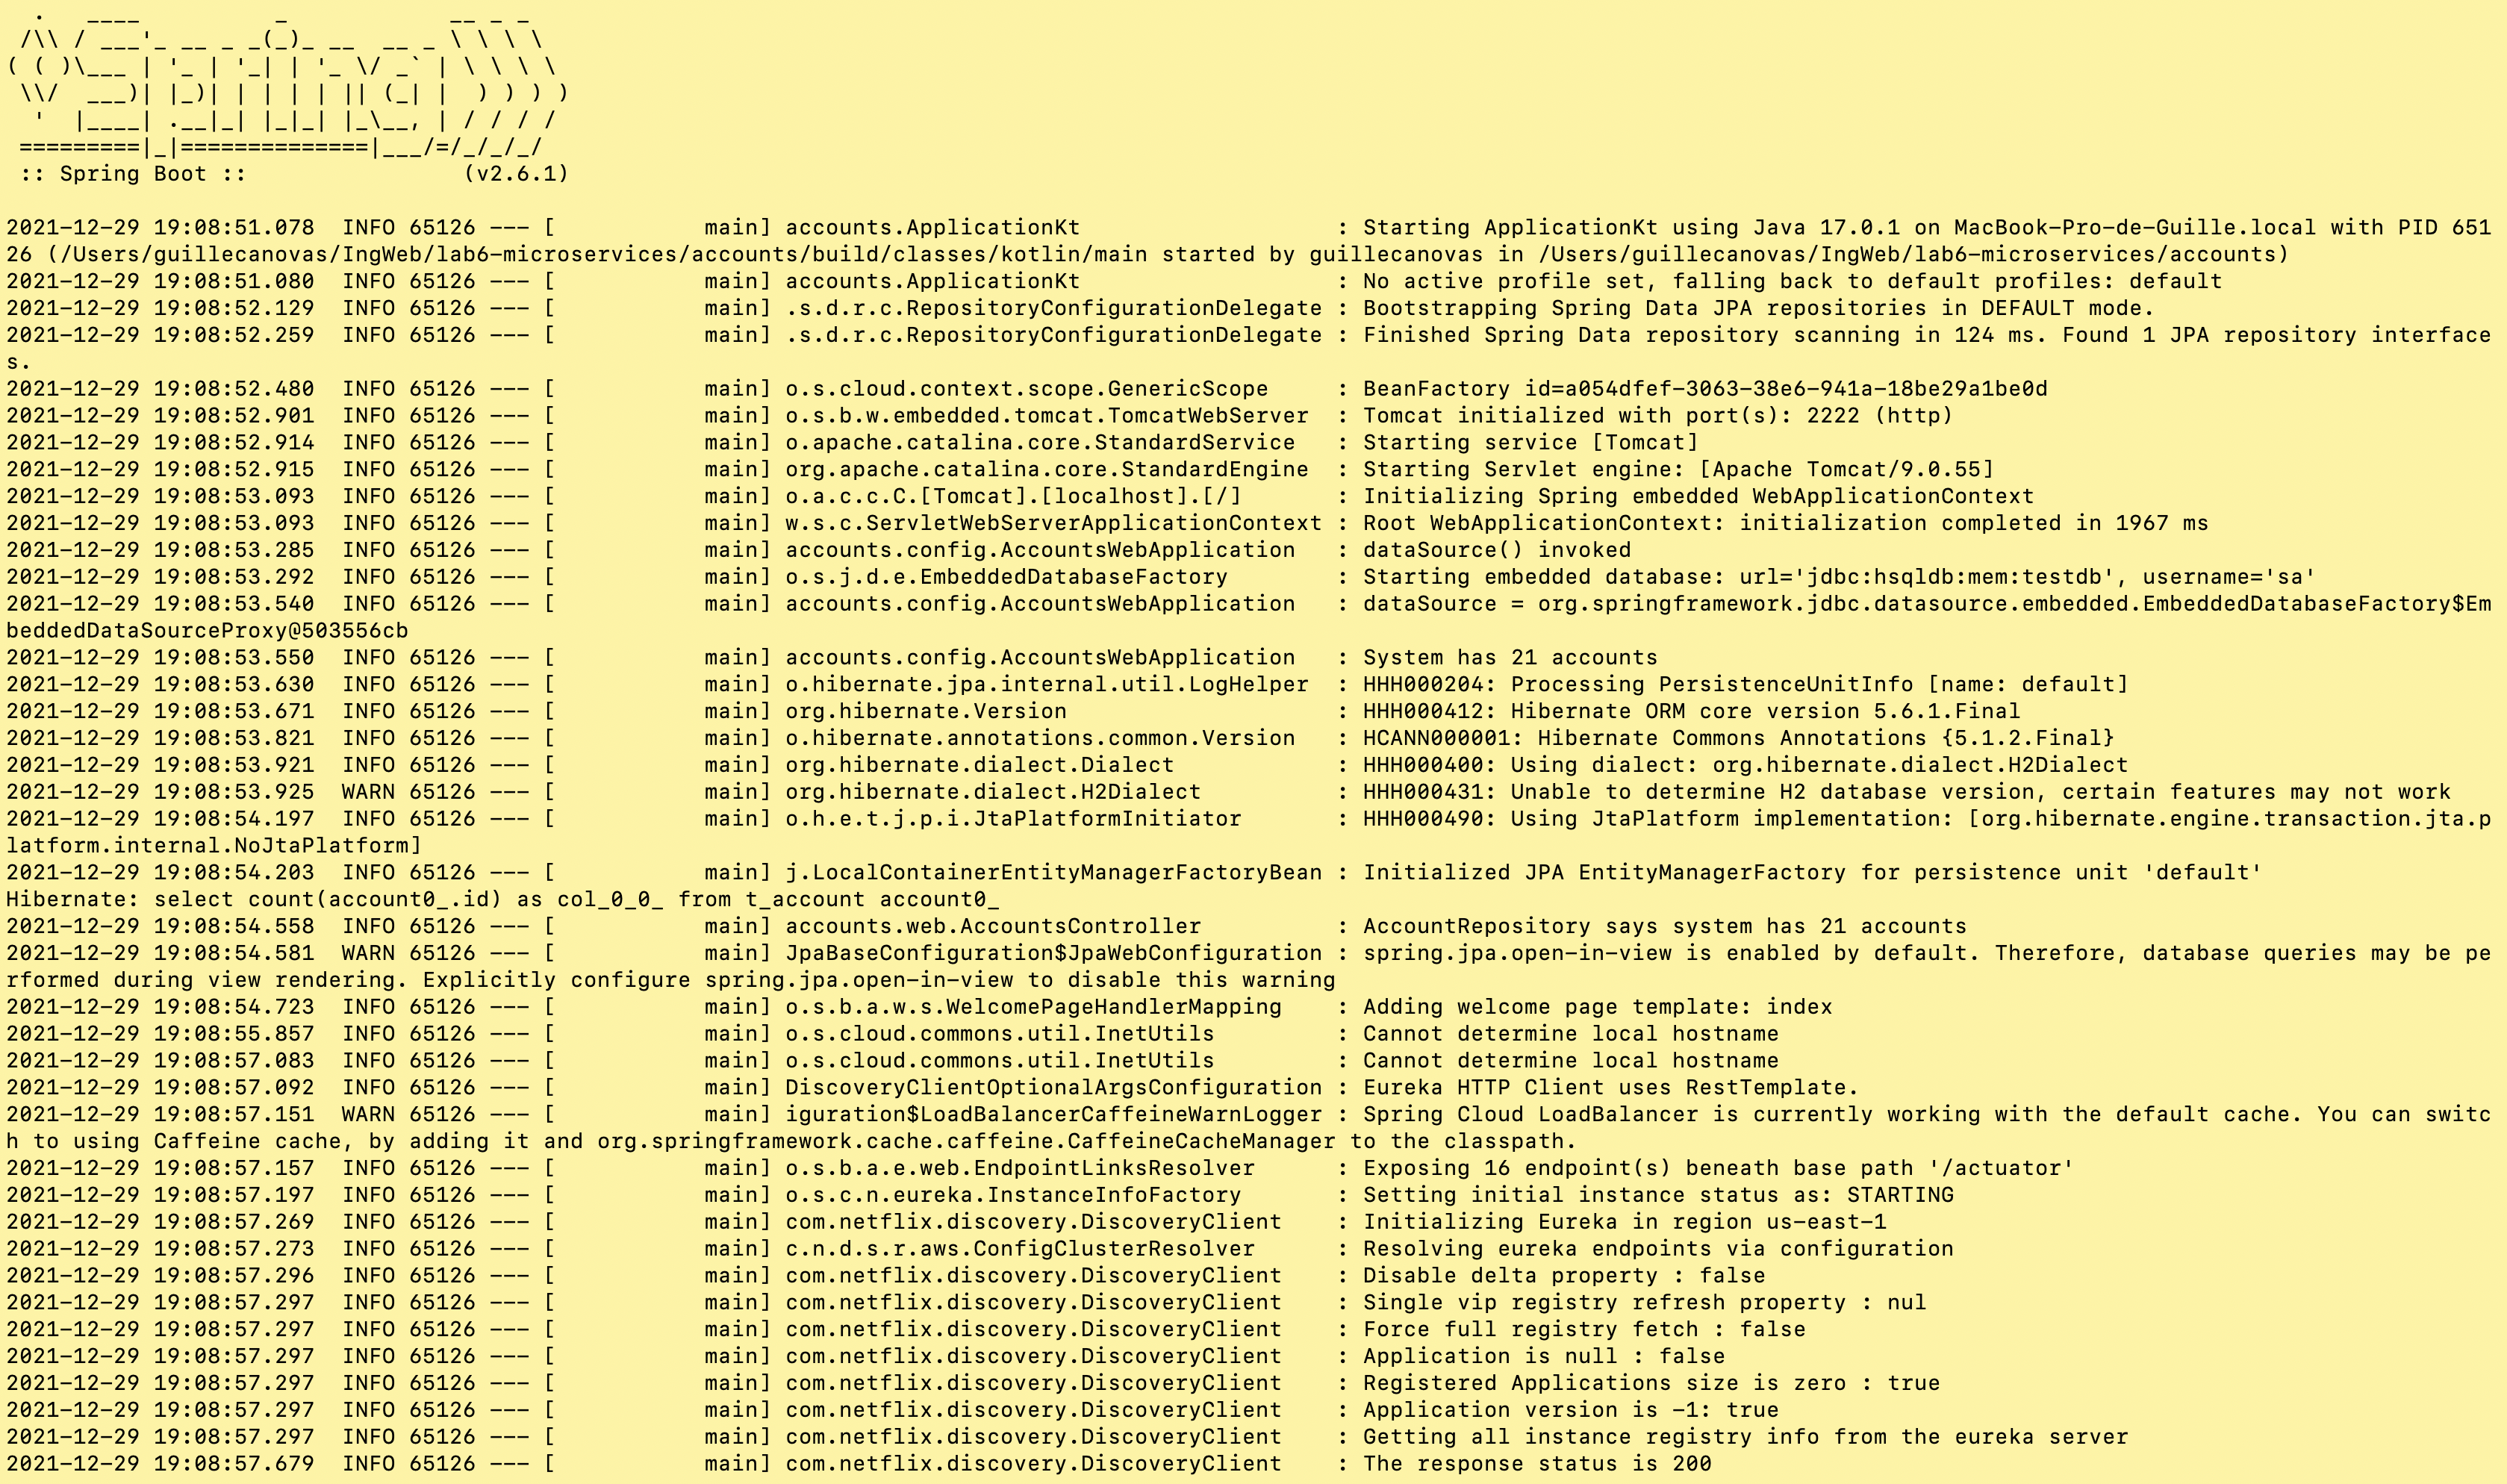 .   ____          _            __ _ _
 /\\ / ___'_ __ _ _(_)_ __  __ _ \ \ \ \
( ( )\___ | '_ | '_| | '_ \/ _` | \ \ \ \
 \\/  ___)| |_)| | | | | || (_| |  ) ) ) )
  '  |____| .__|_| |_|_| |_\__, | / / / /
 =========|_|==============|___/=/_/_/_/
 :: Spring Boot ::                (v2.6.1)

2021-12-29 19:08:51.078  INFO 65126 --- [           main] accounts.ApplicationKt                   : Starting ApplicationKt using Java 17.0.1 on MacBook-Pro-de-Guille.local with PID 651
26 (/Users/guillecanovas/IngWeb/lab6-microservices/accounts/build/classes/kotlin/main started by guillecanovas in /Users/guillecanovas/IngWeb/lab6-microservices/accounts)
2021-12-29 19:08:51.080  INFO 65126 --- [           main] accounts.ApplicationKt                   : No active profile set, falling back to default profiles: default
2021-12-29 19:08:52.129  INFO 65126 --- [           main] .s.d.r.c.RepositoryConfigurationDelegate : Bootstrapping Spring Data JPA repositories in DEFAULT mode.
2021-12-29 19:08:52.259  INFO 65126 --- [           main] .s.d.r.c.RepositoryConfigurationDelegate : Finished Spring Data repository scanning in 124 ms. Found 1 JPA repository interface
s.
2021-12-29 19:08:52.480  INFO 65126 --- [           main] o.s.cloud.context.scope.GenericScope     : BeanFactory id=a054dfef-3063-38e6-941a-18be29a1be0d
2021-12-29 19:08:52.901  INFO 65126 --- [           main] o.s.b.w.embedded.tomcat.TomcatWebServer  : Tomcat initialized with port(s): 2222 (http)
2021-12-29 19:08:52.914  INFO 65126 --- [           main] o.apache.catalina.core.StandardService   : Starting service [Tomcat]
2021-12-29 19:08:52.915  INFO 65126 --- [           main] org.apache.catalina.core.StandardEngine  : Starting Servlet engine: [Apache Tomcat/9.0.55]
2021-12-29 19:08:53.093  INFO 65126 --- [           main] o.a.c.c.C.[Tomcat].[localhost].[/]       : Initializing Spring embedded WebApplicationContext
2021-12-29 19:08:53.093  INFO 65126 --- [           main] w.s.c.ServletWebServerApplicationContext : Root WebApplicationContext: initialization completed in 1967 ms
2021-12-29 19:08:53.285  INFO 65126 --- [           main] accounts.config.AccountsWebApplication   : dataSource() invoked
2021-12-29 19:08:53.292  INFO 65126 --- [           main] o.s.j.d.e.EmbeddedDatabaseFactory        : Starting embedded database: url='jdbc:hsqldb:mem:testdb', username='sa'
2021-12-29 19:08:53.540  INFO 65126 --- [           main] accounts.config.AccountsWebApplication   : dataSource = org.springframework.jdbc.datasource.embedded.EmbeddedDatabaseFactory$Em
beddedDataSourceProxy@503556cb
2021-12-29 19:08:53.550  INFO 65126 --- [           main] accounts.config.AccountsWebApplication   : System has 21 accounts
2021-12-29 19:08:53.630  INFO 65126 --- [           main] o.hibernate.jpa.internal.util.LogHelper  : HHH000204: Processing PersistenceUnitInfo [name: default]
2021-12-29 19:08:53.671  INFO 65126 --- [           main] org.hibernate.Version                    : HHH000412: Hibernate ORM core version 5.6.1.Final
2021-12-29 19:08:53.821  INFO 65126 --- [           main] o.hibernate.annotations.common.Version   : HCANN000001: Hibernate Commons Annotations {5.1.2.Final}
2021-12-29 19:08:53.921  INFO 65126 --- [           main] org.hibernate.dialect.Dialect            : HHH000400: Using dialect: org.hibernate.dialect.H2Dialect
2021-12-29 19:08:53.925  WARN 65126 --- [           main] org.hibernate.dialect.H2Dialect          : HHH000431: Unable to determine H2 database version, certain features may not work
2021-12-29 19:08:54.197  INFO 65126 --- [           main] o.h.e.t.j.p.i.JtaPlatformInitiator       : HHH000490: Using JtaPlatform implementation: [org.hibernate.engine.transaction.jta.p
latform.internal.NoJtaPlatform]
2021-12-29 19:08:54.203  INFO 65126 --- [           main] j.LocalContainerEntityManagerFactoryBean : Initialized JPA EntityManagerFactory for persistence unit 'default'
Hibernate: select count(account0_.id) as col_0_0_ from t_account account0_
2021-12-29 19:08:54.558  INFO 65126 --- [           main] accounts.web.AccountsController          : AccountRepository says system has 21 accounts
2021-12-29 19:08:54.581  WARN 65126 --- [           main] JpaBaseConfiguration$JpaWebConfiguration : spring.jpa.open-in-view is enabled by default. Therefore, database queries may be pe
rformed during view rendering. Explicitly configure spring.jpa.open-in-view to disable this warning
2021-12-29 19:08:54.723  INFO 65126 --- [           main] o.s.b.a.w.s.WelcomePageHandlerMapping    : Adding welcome page template: index
2021-12-29 19:08:55.857  INFO 65126 --- [           main] o.s.cloud.commons.util.InetUtils         : Cannot determine local hostname
2021-12-29 19:08:57.083  INFO 65126 --- [           main] o.s.cloud.commons.util.InetUtils         : Cannot determine local hostname
2021-12-29 19:08:57.092  INFO 65126 --- [           main] DiscoveryClientOptionalArgsConfiguration : Eureka HTTP Client uses RestTemplate.
2021-12-29 19:08:57.151  WARN 65126 --- [           main] iguration$LoadBalancerCaffeineWarnLogger : Spring Cloud LoadBalancer is currently working with the default cache. You can switc
h to using Caffeine cache, by adding it and org.springframework.cache.caffeine.CaffeineCacheManager to the classpath.
2021-12-29 19:08:57.157  INFO 65126 --- [           main] o.s.b.a.e.web.EndpointLinksResolver      : Exposing 16 endpoint(s) beneath base path '/actuator'
2021-12-29 19:08:57.197  INFO 65126 --- [           main] o.s.c.n.eureka.InstanceInfoFactory       : Setting initial instance status as: STARTING
2021-12-29 19:08:57.269  INFO 65126 --- [           main] com.netflix.discovery.DiscoveryClient    : Initializing Eureka in region us-east-1
2021-12-29 19:08:57.273  INFO 65126 --- [           main] c.n.d.s.r.aws.ConfigClusterResolver      : Resolving eureka endpoints via configuration
2021-12-29 19:08:57.296  INFO 65126 --- [           main] com.netflix.discovery.DiscoveryClient    : Disable delta property : false
2021-12-29 19:08:57.297  INFO 65126 --- [           main] com.netflix.discovery.DiscoveryClient    : Single vip registry refresh property : nul
2021-12-29 19:08:57.297  INFO 65126 --- [           main] com.netflix.discovery.DiscoveryClient    : Force full registry fetch : false
2021-12-29 19:08:57.297  INFO 65126 --- [           main] com.netflix.discovery.DiscoveryClient    : Application is null : false
2021-12-29 19:08:57.297  INFO 65126 --- [           main] com.netflix.discovery.DiscoveryClient    : Registered Applications size is zero : true
2021-12-29 19:08:57.297  INFO 65126 --- [           main] com.netflix.discovery.DiscoveryClient    : Application version is -1: true
2021-12-29 19:08:57.297  INFO 65126 --- [           main] com.netflix.discovery.DiscoveryClient    : Getting all instance registry info from the eureka server
2021-12-29 19:08:57.679  INFO 65126 --- [           main] com.netflix.discovery.DiscoveryClient    : The response status is 200